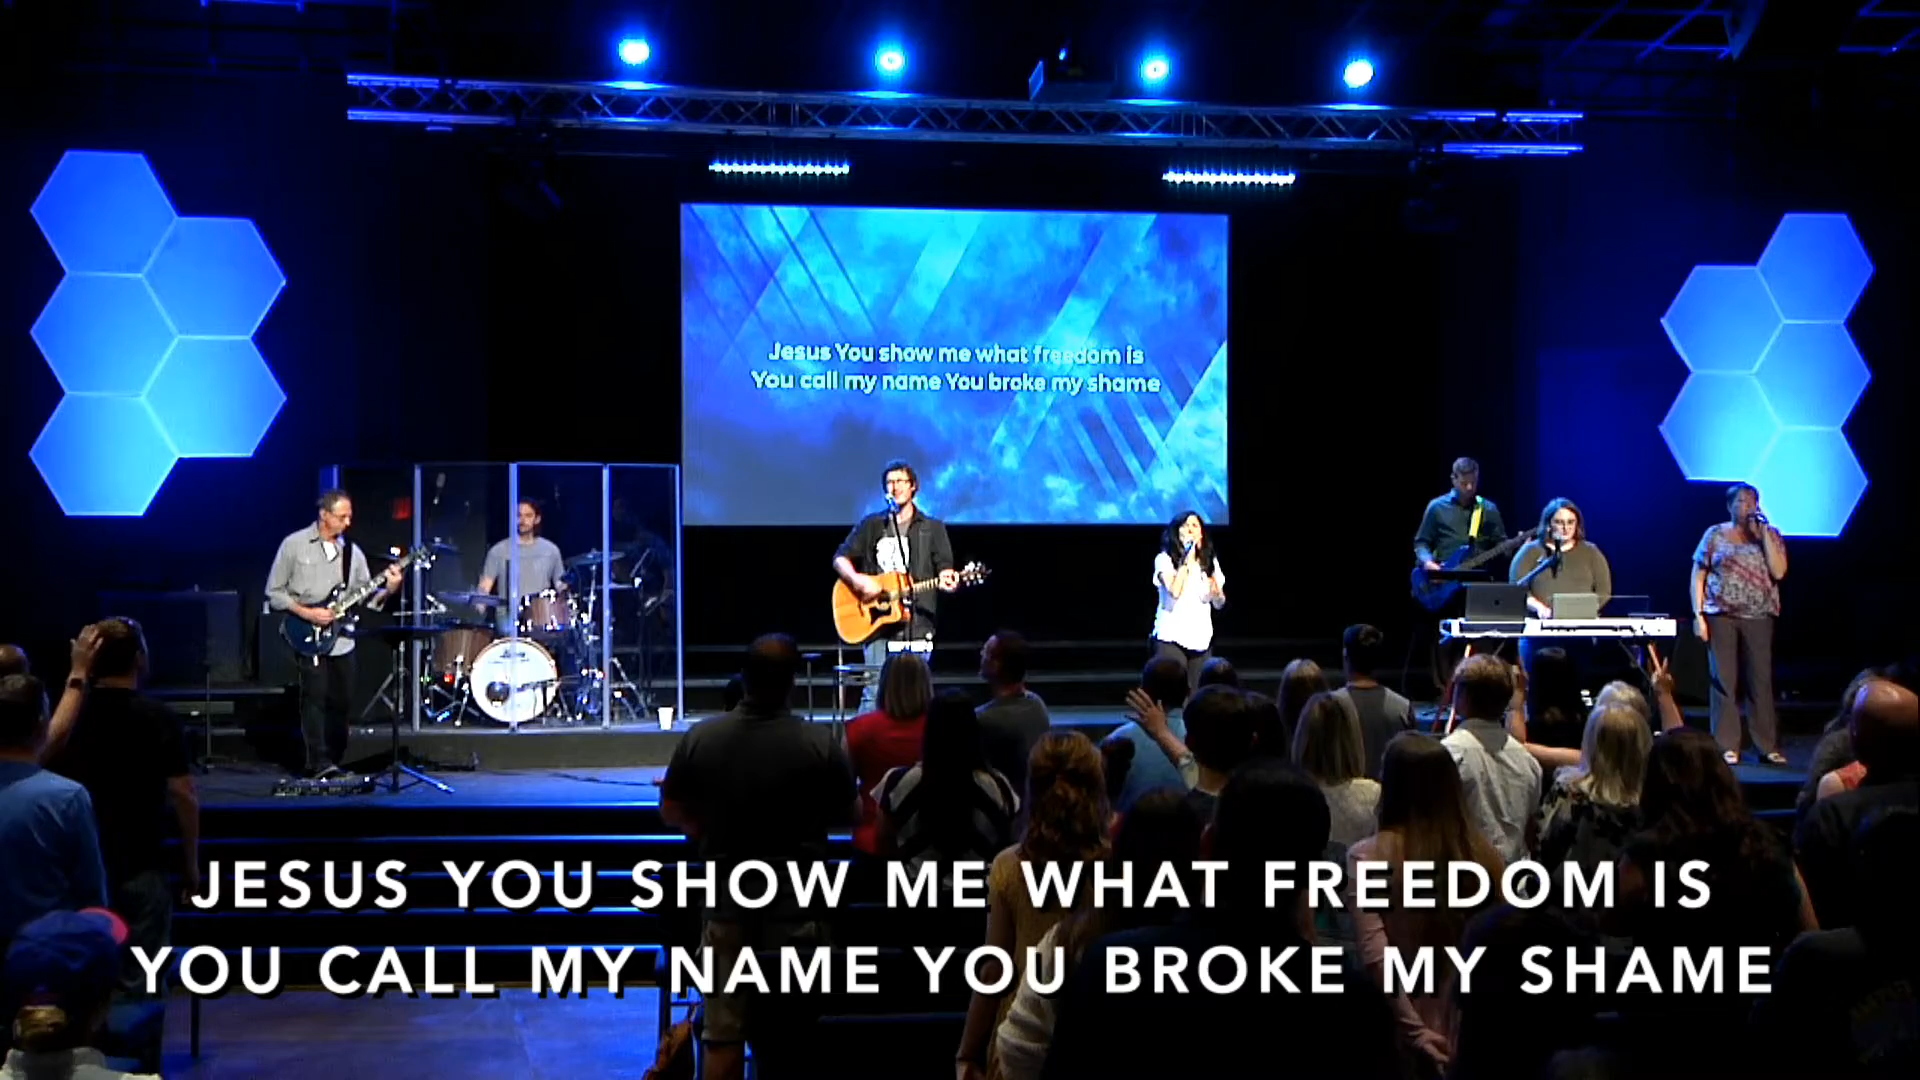 Jesus You show me what freedom is
You call my name You broke my shame
JESUS YOU SHOW ME WHAT FREEDOM IS
YOU CALL MY NAME YOU BROKE MY SHAME